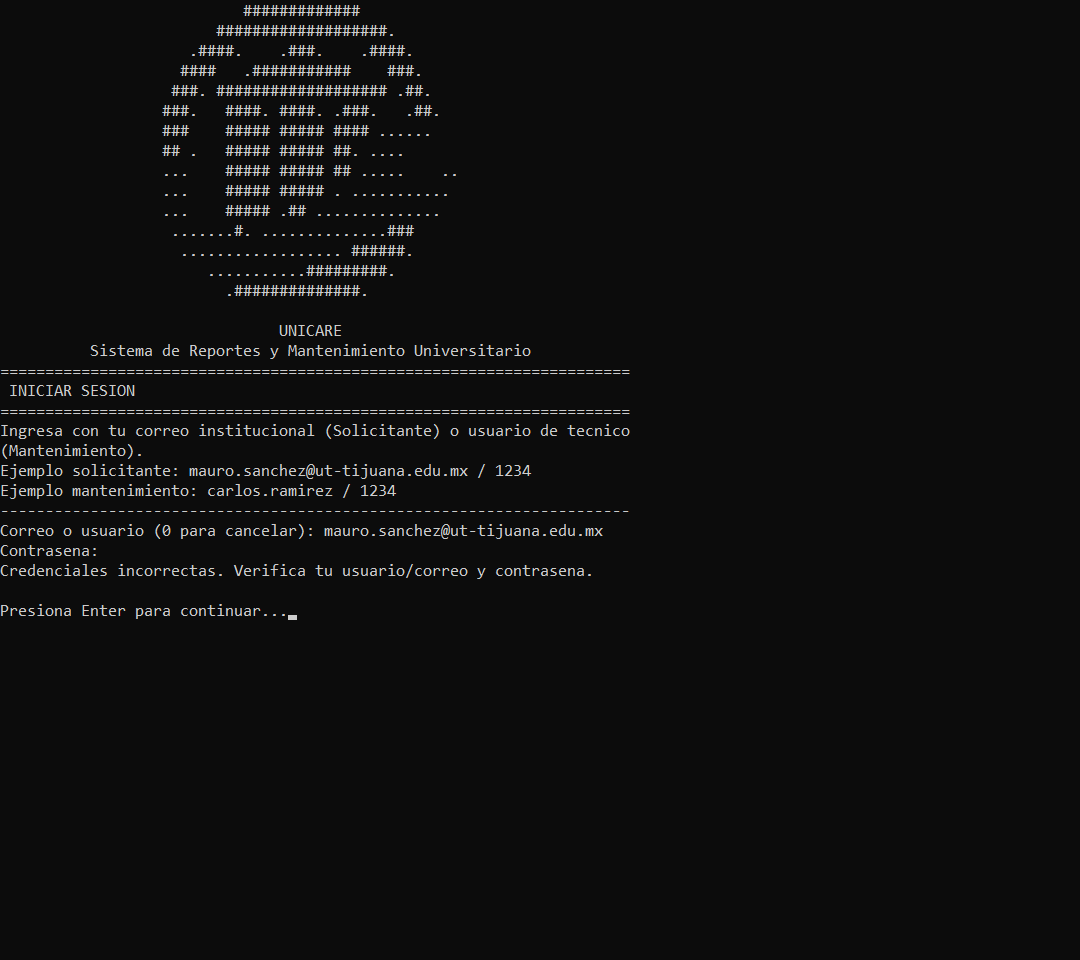 #############
###################.
.####.    .###.    .####.
####   .###########    ###.
###. ################### .##.
###.   ####. ####. .###.   .##.
###    ##### ##### #### ......
## .   ##### ##### ##. ....
...    ##### ##### ## .....    ..
...    ##### ##### . ...........
...    ##### .## ..............
.......#. ..............###
.................. ######.
...........#########.
.##############.
UNICARE
Sistema de Reportes y Mantenimiento Universitario
======================================================================
INICIAR SESION
======================================================================
Ingresa con tu correo institucional (Solicitante) o usuario de tecnico
(Mantenimiento).
Ejemplo solicitante: mauro.sanchez@ut-tijuana.edu.mx / 1234
Ejemplo mantenimiento: carlos.ramirez / 1234
----------------------------------------------------------------------
Correo o usuario (0 para cancelar): mauro.sanchez@ut-tijuana.edu.mx
Contrasena:
Credenciales incorrectas. Verifica tu usuario/correo y contrasena.
Presiona Enter para continuar...